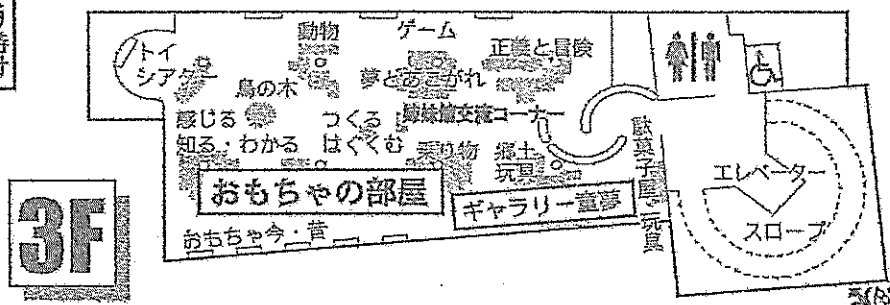 動物
ゲーム
正義と冒険
トイ
シアター
鳥の木
夢とあこがれ
感じる
知る・わかる
つくる
はぐくむ
姉妹館交流コーナー
乗り物
郷土
玩具
駄菓子屋・玩具
エレベーター
スロープ
おもちゃの部屋
ギャラリー童夢
おもちゃ今・昔
3F